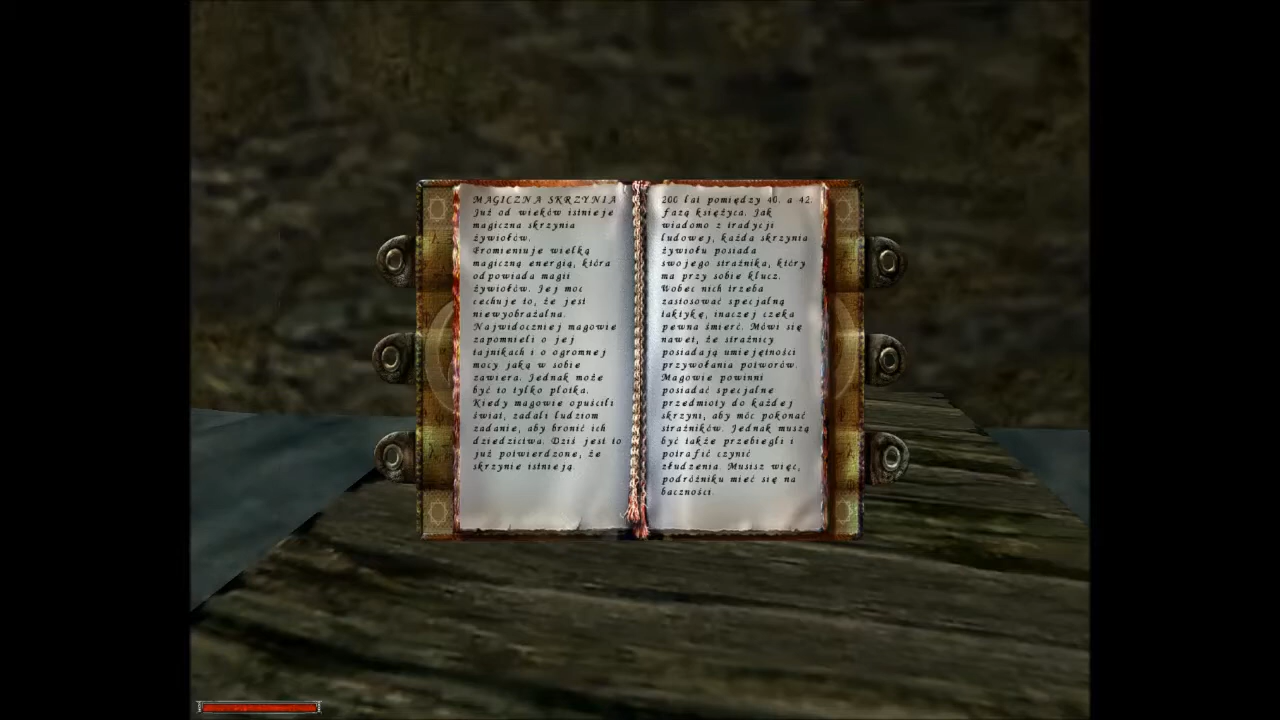 MAGICZNA SKRZYNIA
Już od wieków istnieje
magiczna skrzynia
żywiołów.
Promieniuje wielką
magiczną energią, która
odpowiada magii
żywiołów. Jej moc
cechuje to, że jest
niewyobrażalna.
Najwidoczniej magowie
zapomnieli o jej
tajnikach i o ogromnej
mocy jaką w sobie
zawiera. Jednak może
być to tylko plotka.
Kiedy magowie opuścili
świat, zadali ludziom
zadanie, aby bronić ich
dziedzictwa. Dziś jest to
już potwierdzone, że
skrzynie istnieją
200 lat pomiędzy 40. a 42.
fazą księżyca. Jak
wiadomo z tradycji
ludowej, każda skrzynia
żywiołu posiada
swojego strażnika, który
ma przy sobie klucz.
Wobec nich trzeba
zastosować specjalną
taktykę, inaczej czeka
pewna śmierć. Mówi się
nawet, że strażnicy
posiadają umiejętności
przywołania potworów.
Magowie powinni
posiadać specjalne
przedmioty do każdej
skrzyni, aby móc pokonać
strażników. Jednak muszą
być także przebiegli i
potrafić czynić
złudzenia. Musisz więc,
podróżniku mieć się na
baczności.